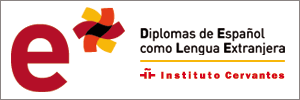 e
Diplomas de Español
como Lengua Extranjera
Instituto Cervantes